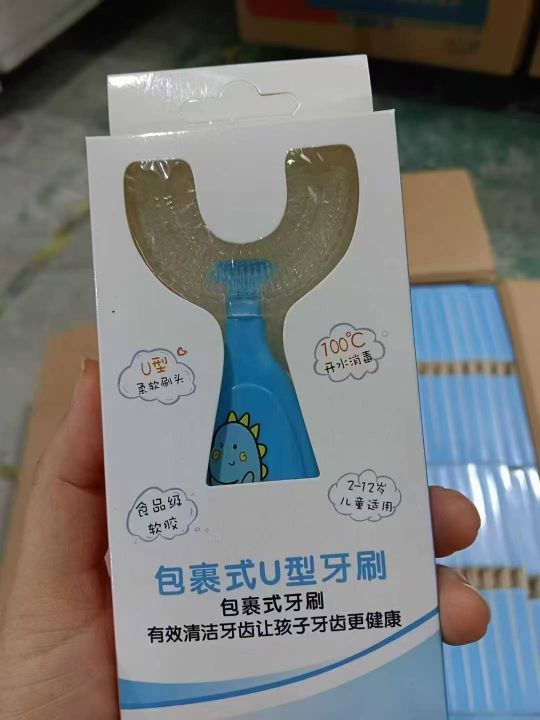 U型
柔软刷头
100℃
开水消毒
食品级
软胶
2-12岁
儿童适用
包裹式U型牙刷
包裹式牙刷
有效清洁牙齿让孩子牙齿更健康